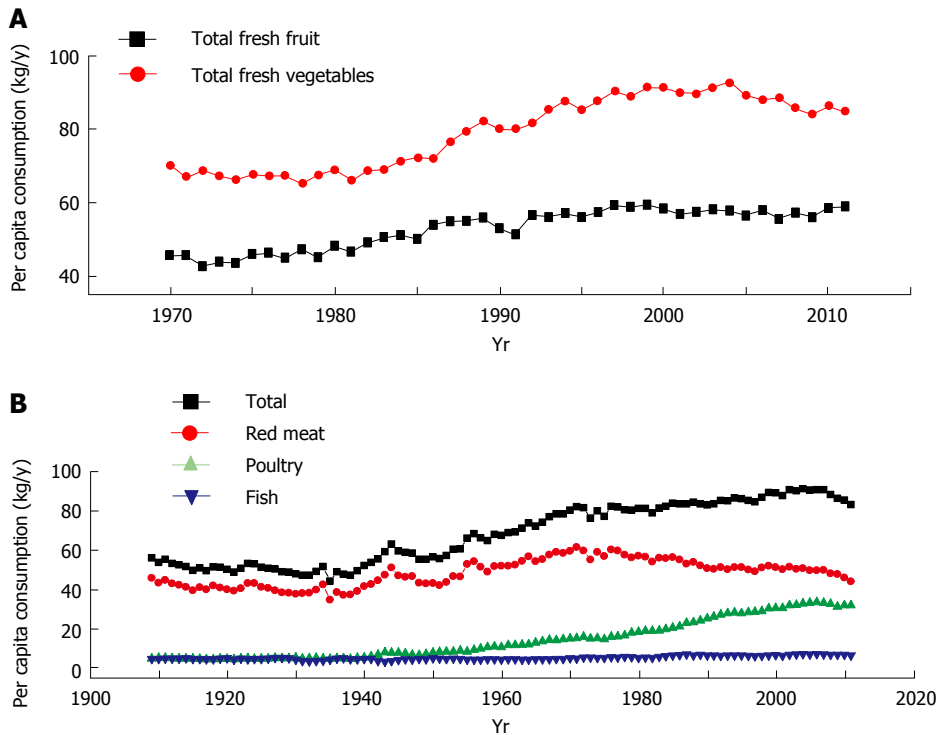 A
Total fresh fruit
Total fresh vegetables
Per capita consumption (kg/y)
100
80
60
40
1970 1980 1990 2000 2010
Yr
B
Total
Red meat
Poultry
Fish
Per capita consumption (kg/y)
100
80
60
40
20
0
1900 1920 1940 1960 1980 2000 2020
Yr